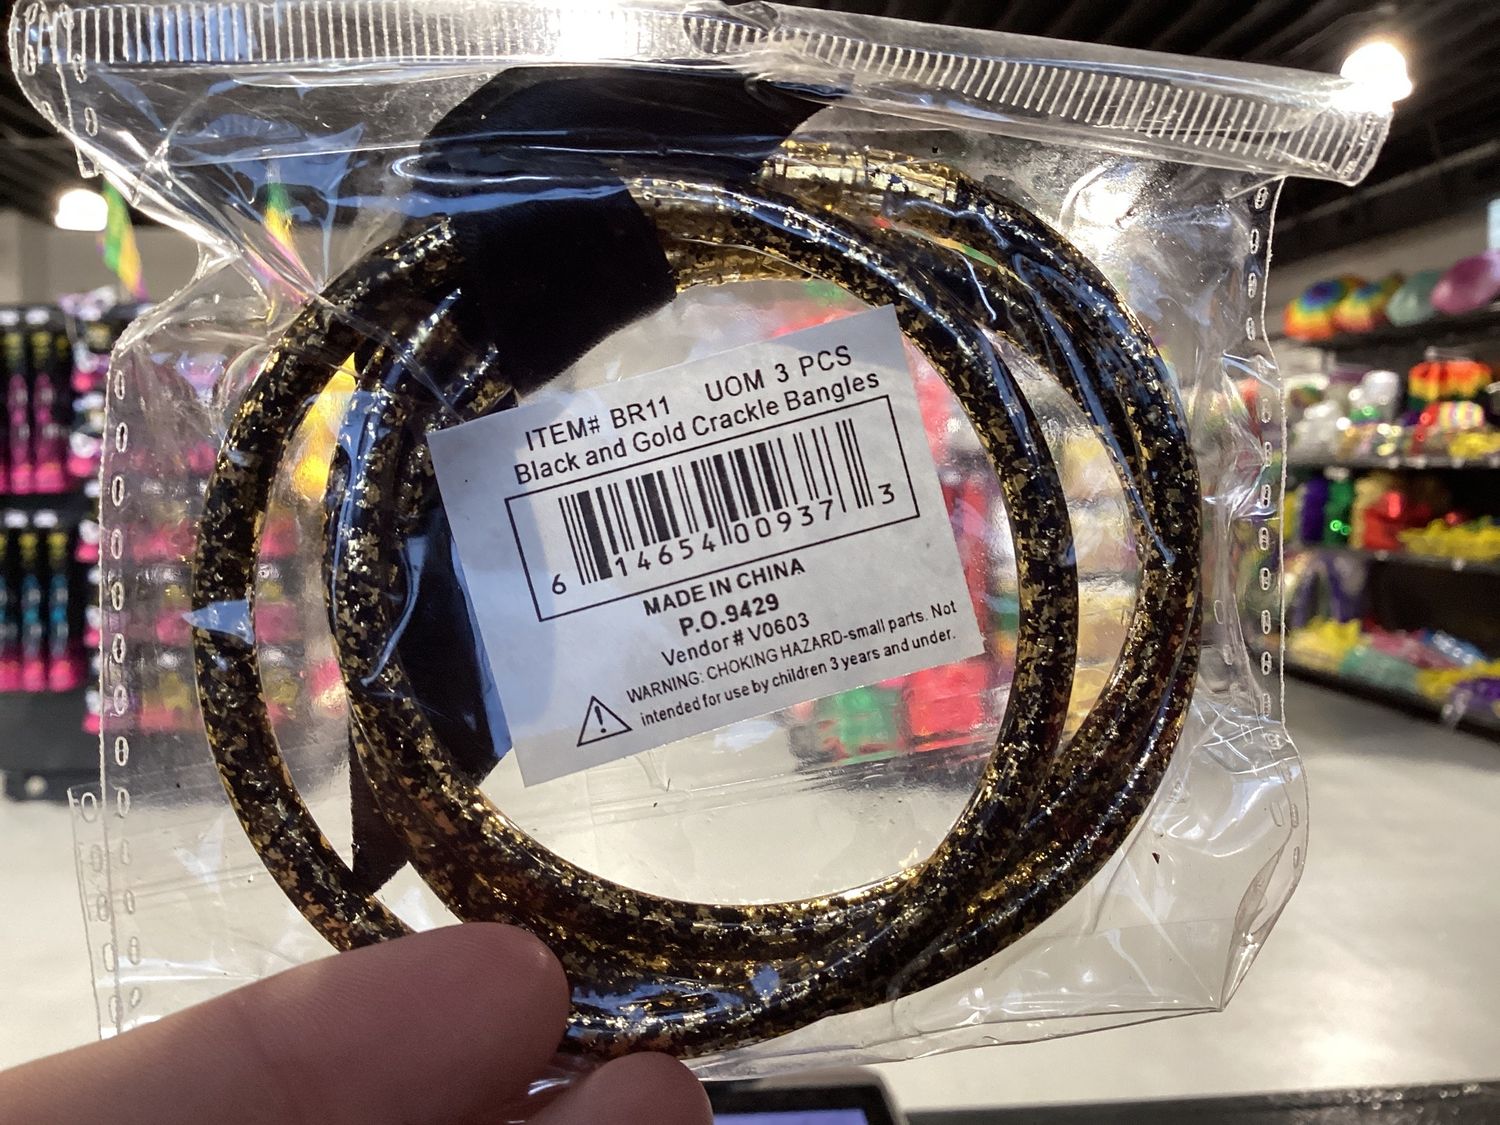 ITEM# BR11 UOM 3 PCS
Black and Gold Crackle Bangles
6 14654 00937 3
MADE IN CHINA
P.O.9429
Vendor # V0603
WARNING: CHOKING HAZARD-small parts. Not
intended for use by children 3 years and under.